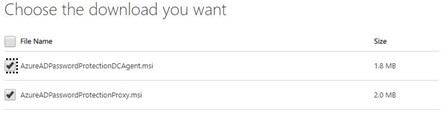 Choose the download you want
File Name Size
AzureADPasswordProtectionDCAgent.msi 1.8 MB
AzureADPasswordProtectionProxy.msi 2.0 MB